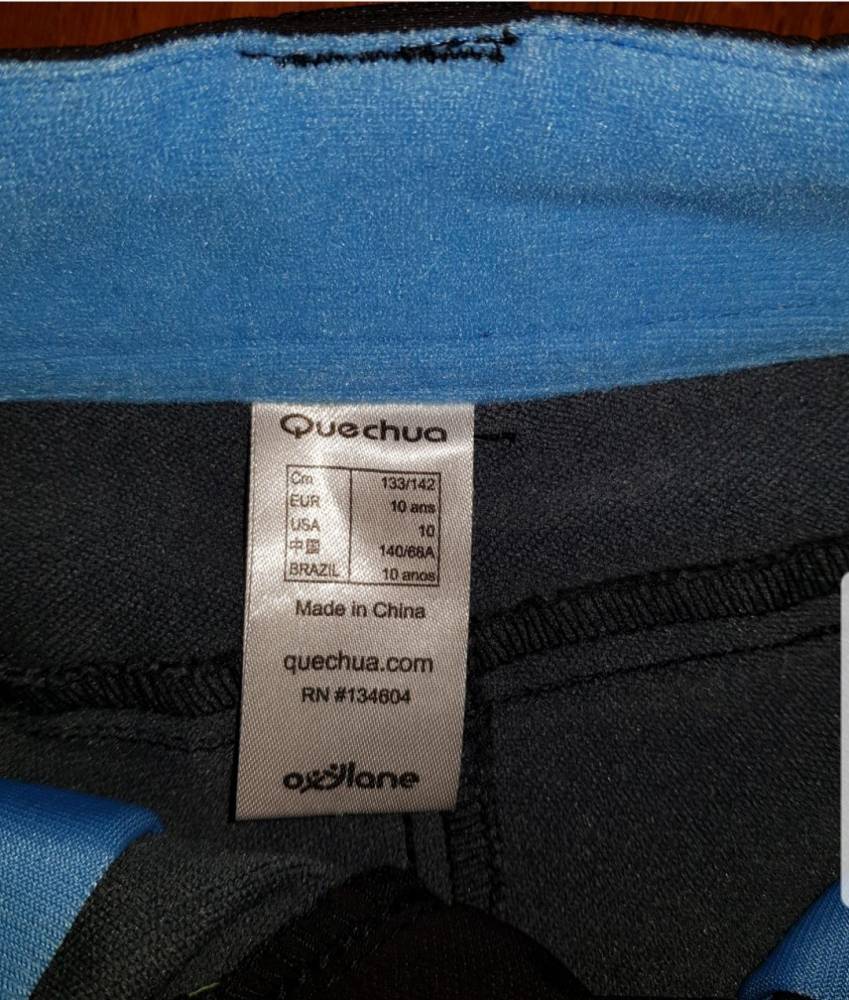 Quechua
Cm 133/142
EUR 10 ans
USA 10
中国 140/68A
BRAZIL 10 anos
Made in China
quechua.com
RN #134604
oxylane